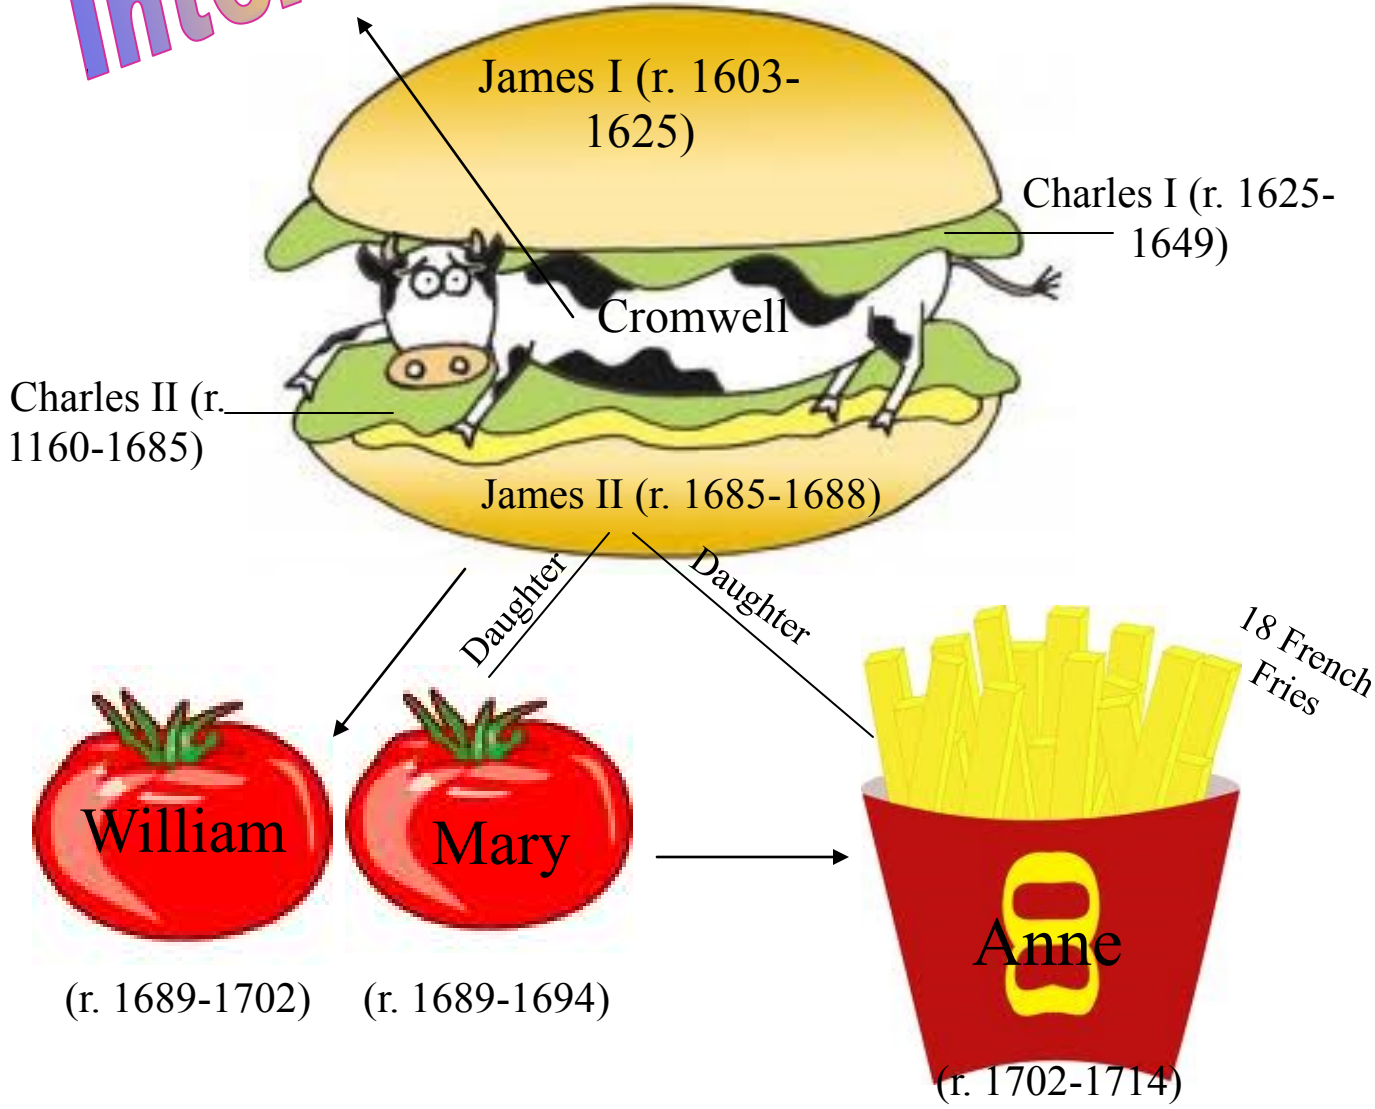 James I (r. 1603-
1625)
Charles I (r. 1625-
1649)
Cromwell
Charles II (r.
1160-1685)
James II (r. 1685-1688)
Daughter
Daughter
18 French
Fries
William
Mary
Anne
(r. 1689-1702)
(r. 1689-1694)
(r. 1702-1714)